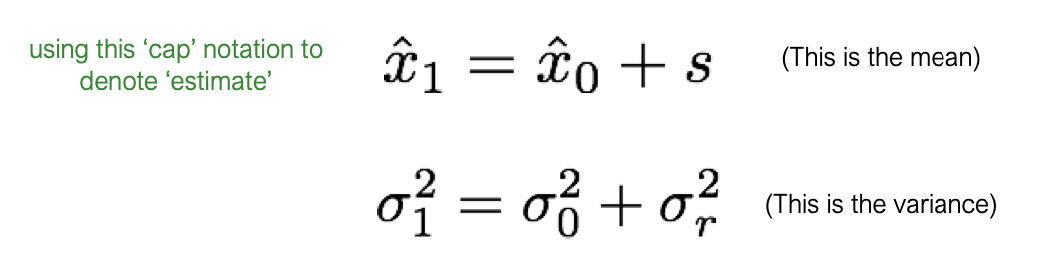 using this ‘cap’ notation to
denote ‘estimate’
x̂₁ = x̂₀ + s (This is the mean)
σ₁² = σ₀² + σᵣ² (This is the variance)